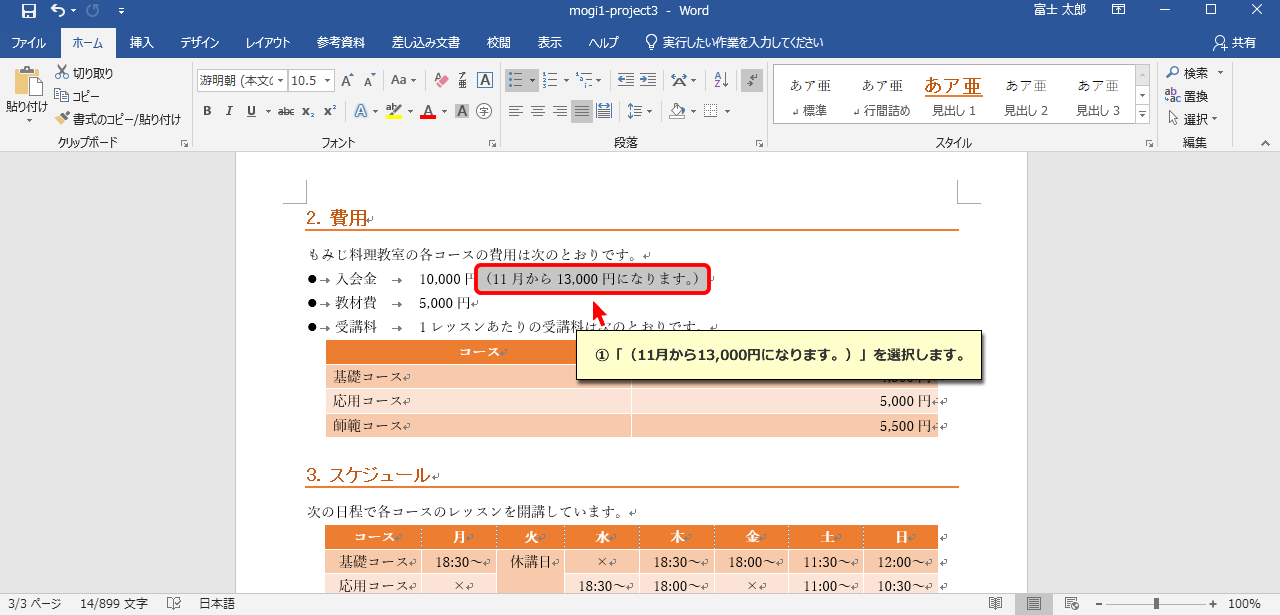 mogi1-project3 - Word
富士 太郎
ファイル ホーム 挿入 デザイン レイアウト 参考資料 差し込み文書 校閲 表示 ヘルプ 実行したい作業を入力してください 共有
貼り付け
切り取り
コピー
書式のコピー/貼り付け
クリップボード
游明朝 (本文の 10.5
B I U abc
フォント
段落
あア亜 あア亜 あア亜 あア亜 あア亜
↲ 標準 ↲ 行間詰め 見出し 1 見出し 2 見出し 3
スタイル
検索
置換
選択
編集
2. 費用
もみじ料理教室の各コースの費用は次のとおりです。
● 入会金 → 10,000 円（11 月から 13,000 円になります。）
● 教材費 → 5,000 円
● 受講料 → 1 レッスンあたりの受講料は次のとおりです。
①「（11月から13,000円になります。）」を選択します。
コース
基礎コース
応用コース 5,000 円
師範コース 5,500 円
3. スケジュール
次の日程で各コースのレッスンを開講しています。
コース 月 火 水 木 金 土 日
基礎コース 18:30～ 休講日 × 18:30～ 18:00～ 11:30～ 12:00～
応用コース × 18:30～ 18:00～ × 11:00～ 10:30～
3/3 ページ 14/899 文字 日本語 100%